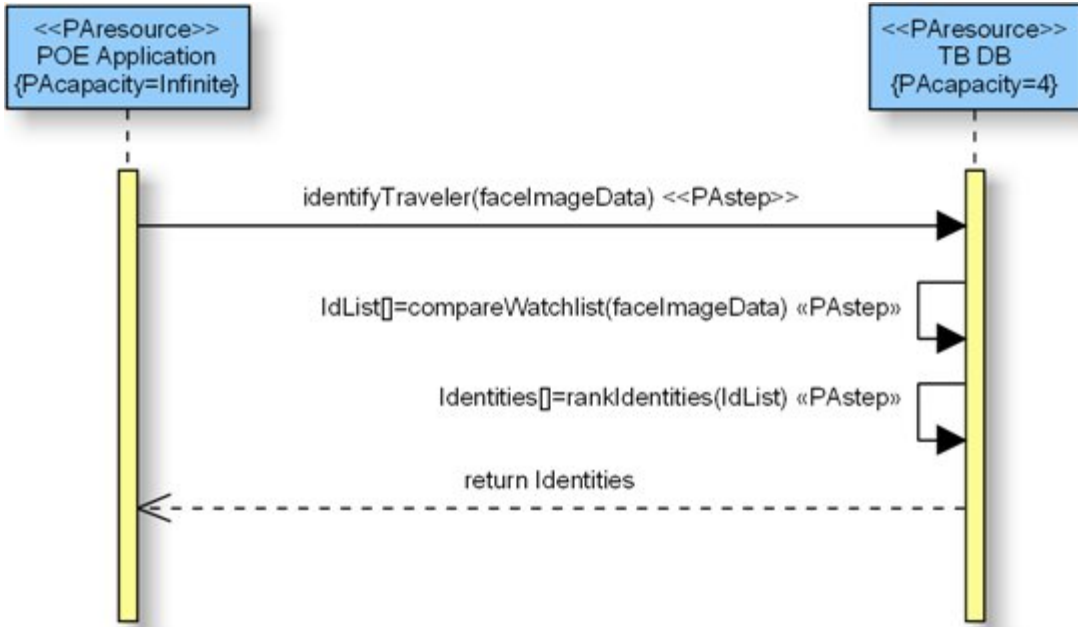 <<PAresource>>
POE Application
{PAcapacity=Infinite}
<<PAresource>>
TB DB
{PAcapacity=4}
identifyTraveler(faceImageData) <<PAstep>>
IdList[]=compareWatchlist(faceImageData) «PAstep»
Identities[]=rankIdentities(IdList) «PAstep»
return Identities